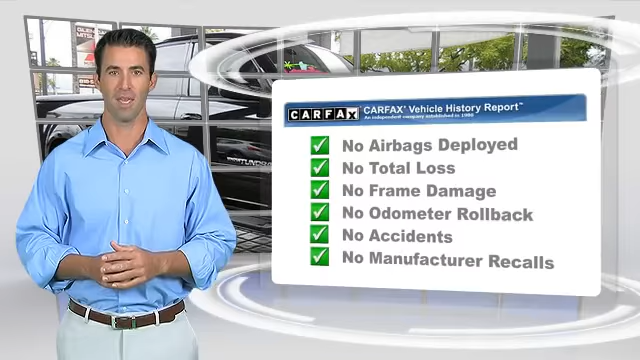 CARFAX CARFAX® Vehicle History Report™
An independent company established in 1986
No Airbags Deployed
No Total Loss
No Frame Damage
No Odometer Rollback
No Accidents
No Manufacturer Recalls
TUNDRA